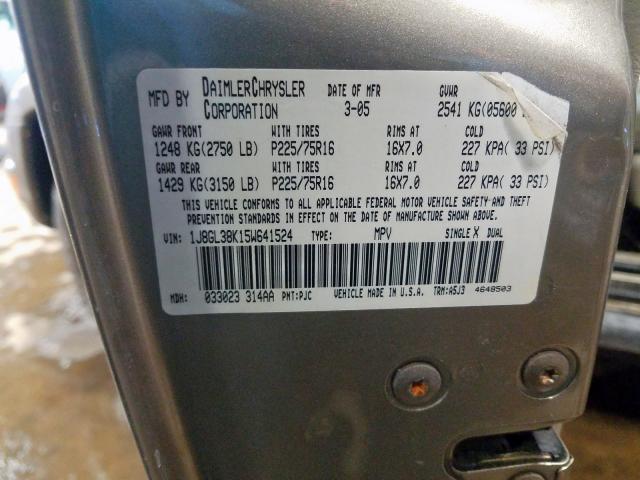 MFD BY DAIMLERCHRYSLER CORPORATION DATE OF MFR 3-05 GVWR 2541 KG(05600
GAWR FRONT WITH TIRES RIMS AT COLD
1248 KG(2750 LB) P225/75R16 16X7.0 227 KPA( 33 PSI)
GAWR REAR WITH TIRES RIMS AT COLD
1429 KG(3150 LB) P225/75R16 16X7.0 227 KPA( 33 PSI)
THIS VEHICLE CONFORMS TO ALL APPLICABLE FEDERAL MOTOR VEHICLE SAFETY AND THEFT
PREVENTION STANDARDS IN EFFECT ON THE DATE OF MANUFACTURE SHOWN ABOVE.
VIN: 1J8GL38K15W641524 TYPE: MPV SINGLE X DUAL
MDH: 033023 314AA PNT:PJC VEHICLE MADE IN U.S.A. TRM:A5J3 4648503